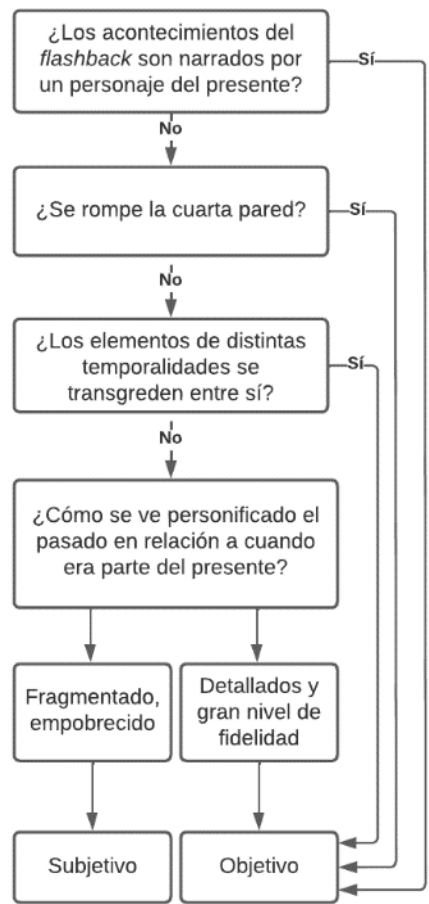 ¿Los acontecimientos del
flashback son narrados por
un personaje del presente?
Sí
No
¿Se rompe la cuarta pared?
Sí
No
¿Los elementos de distintas
temporalidades se
transgreden entre sí?
Sí
No
¿Cómo se ve personificado el
pasado en relación a cuando
era parte del presente?
Fragmentado,
empobrecido
Detallados y
gran nivel de
fidelidad
Subjetivo
Objetivo